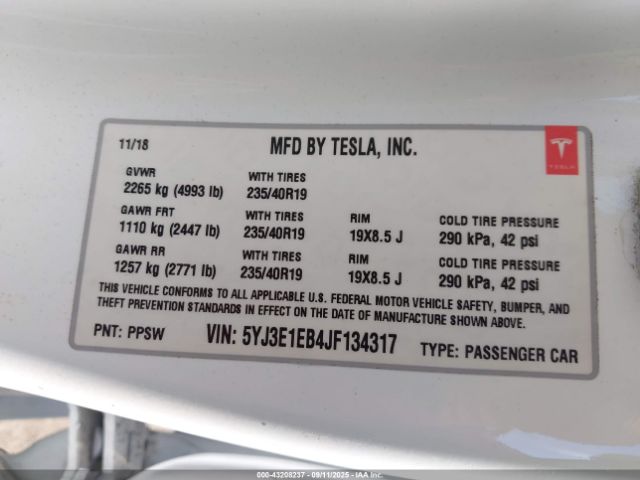 11/18 MFD BY TESLA, INC.
TESLA
GVWR WITH TIRES
2265 kg (4993 lb) 235/40R19
GAWR FRT WITH TIRES RIM COLD TIRE PRESSURE
1110 kg (2447 lb) 235/40R19 19X8.5 J 290 kPa, 42 psi
GAWR RR WITH TIRES RIM COLD TIRE PRESSURE
1257 kg (2771 lb) 235/40R19 19X8.5 J 290 kPa, 42 psi
THIS VEHICLE CONFORMS TO ALL APPLICABLE U.S. FEDERAL MOTOR VEHICLE SAFETY, BUMPER, AND
THEFT PREVENTION STANDARDS IN EFFECT ON THE DATE OF MANUFACTURE SHOWN ABOVE.
PNT: PPSW VIN: 5YJ3E1EB4JF134317 TYPE: PASSENGER CAR
000-43208237 - 09/11/2025 - IAAI.COM